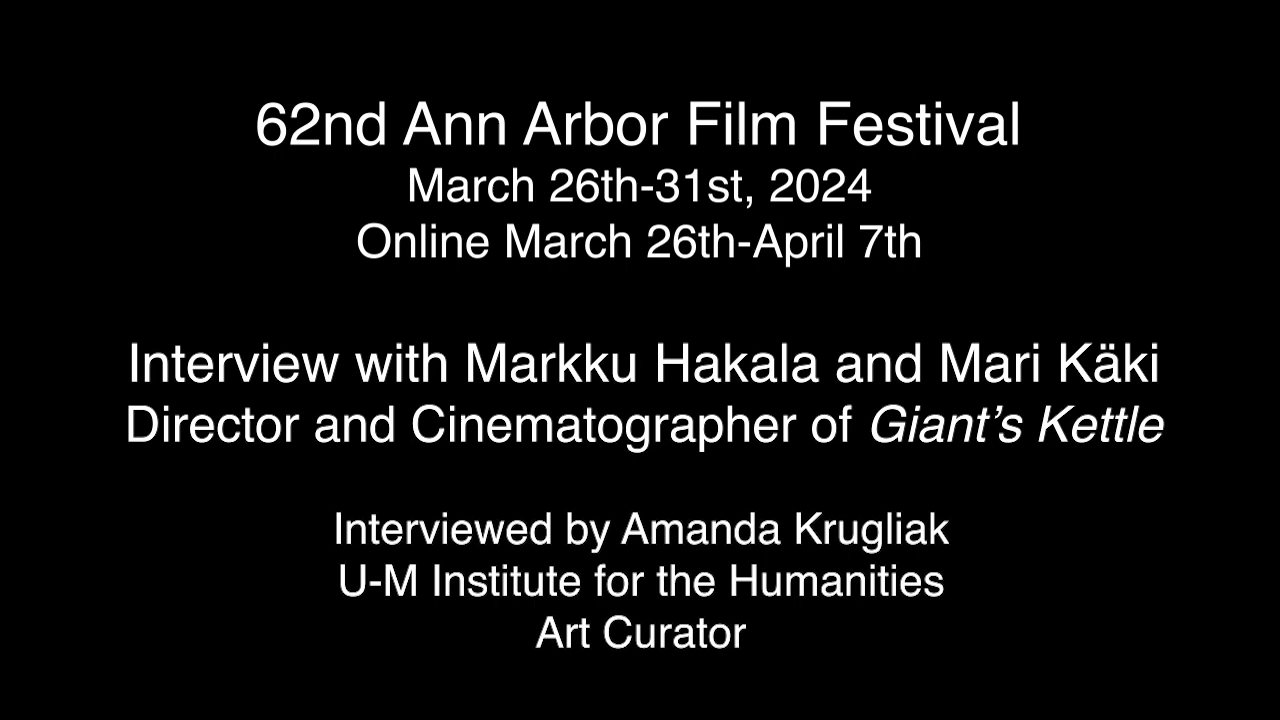 62nd Ann Arbor Film Festival
March 26th-31st, 2024
Online March 26th-April 7th
Interview with Markku Hakala and Mari Käki
Director and Cinematographer of Giant’s Kettle
Interviewed by Amanda Krugliak
U-M Institute for the Humanities
Art Curator